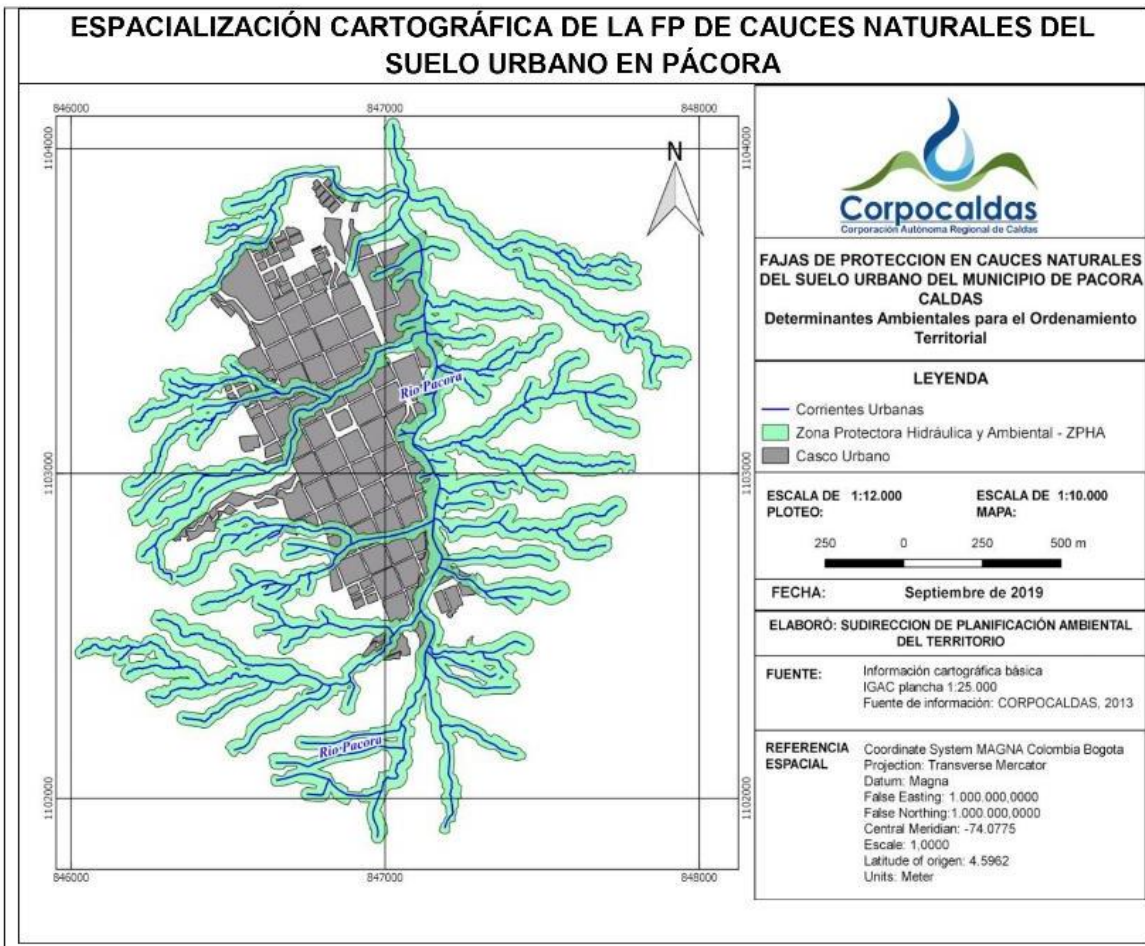 ESPACIALIZACIÓN CARTOGRÁFICA DE LA FP DE CAUCES NATURALES DEL
SUELO URBANO EN PÁCORA
846000
847000
848000
1104000
1104000
N
Río Pacora
1103000
1103000
Río Pacora
1102000
1102000
846000
847000
848000
Corpocaldas
Corporación Autónoma Regional de Caldas
FAJAS DE PROTECCION EN CAUCES NATURALES
DEL SUELO URBANO DEL MUNICIPIO DE PACORA
CALDAS
Determinantes Ambientales para el Ordenamiento
Territorial
LEYENDA
Corrientes Urbanas
Zona Protectora Hidráulica y Ambiental - ZPHA
Casco Urbano
ESCALA DE 1:12.000 ESCALA DE 1:10.000
PLOTEO: MAPA:
250 0 250 500 m
FECHA: Septiembre de 2019
ELABORÓ: SUDIRECCION DE PLANIFICACIÓN AMBIENTAL
DEL TERRITORIO
FUENTE: Información cartográfica básica
IGAC plancha 1:25.000
Fuente de información: CORPOCALDAS, 2013
REFERENCIA Coordinate System MAGNA Colombia Bogota
ESPACIAL Projection: Transverse Mercator
Datum: Magna
False Easting: 1.000.000,0000
False Northing:1.000.000,0000
Central Meridian: -74.0775
Escale: 1,0000
Latitude of origen: 4.5962
Units: Meter